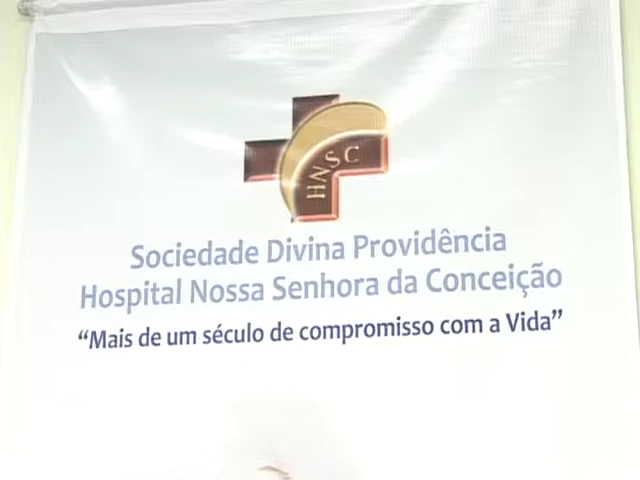 HNSC
Sociedade Divina Providência
Hospital Nossa Senhora da Conceição
“Mais de um século de compromisso com a Vida”